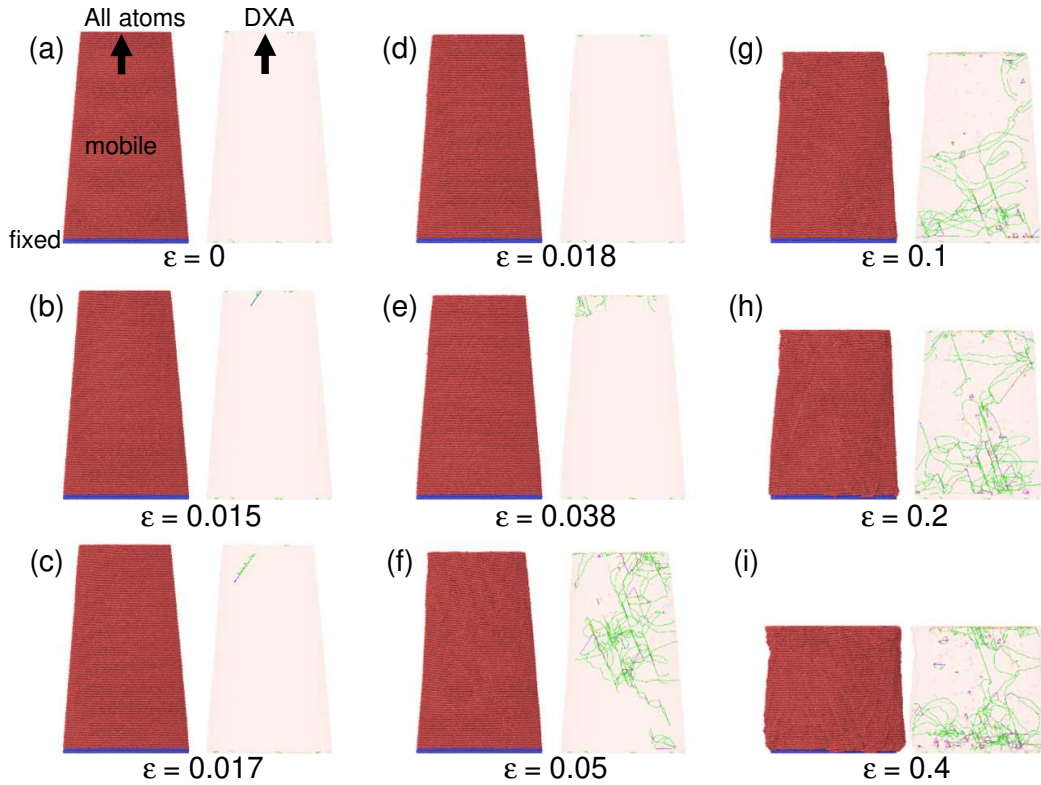 (a)
All atoms
DXA
mobile
fixed
ε = 0
(b)
ε = 0.015
(c)
ε = 0.017
(d)
ε = 0.018
(e)
ε = 0.038
(f)
ε = 0.05
(g)
ε = 0.1
(h)
ε = 0.2
(i)
ε = 0.4